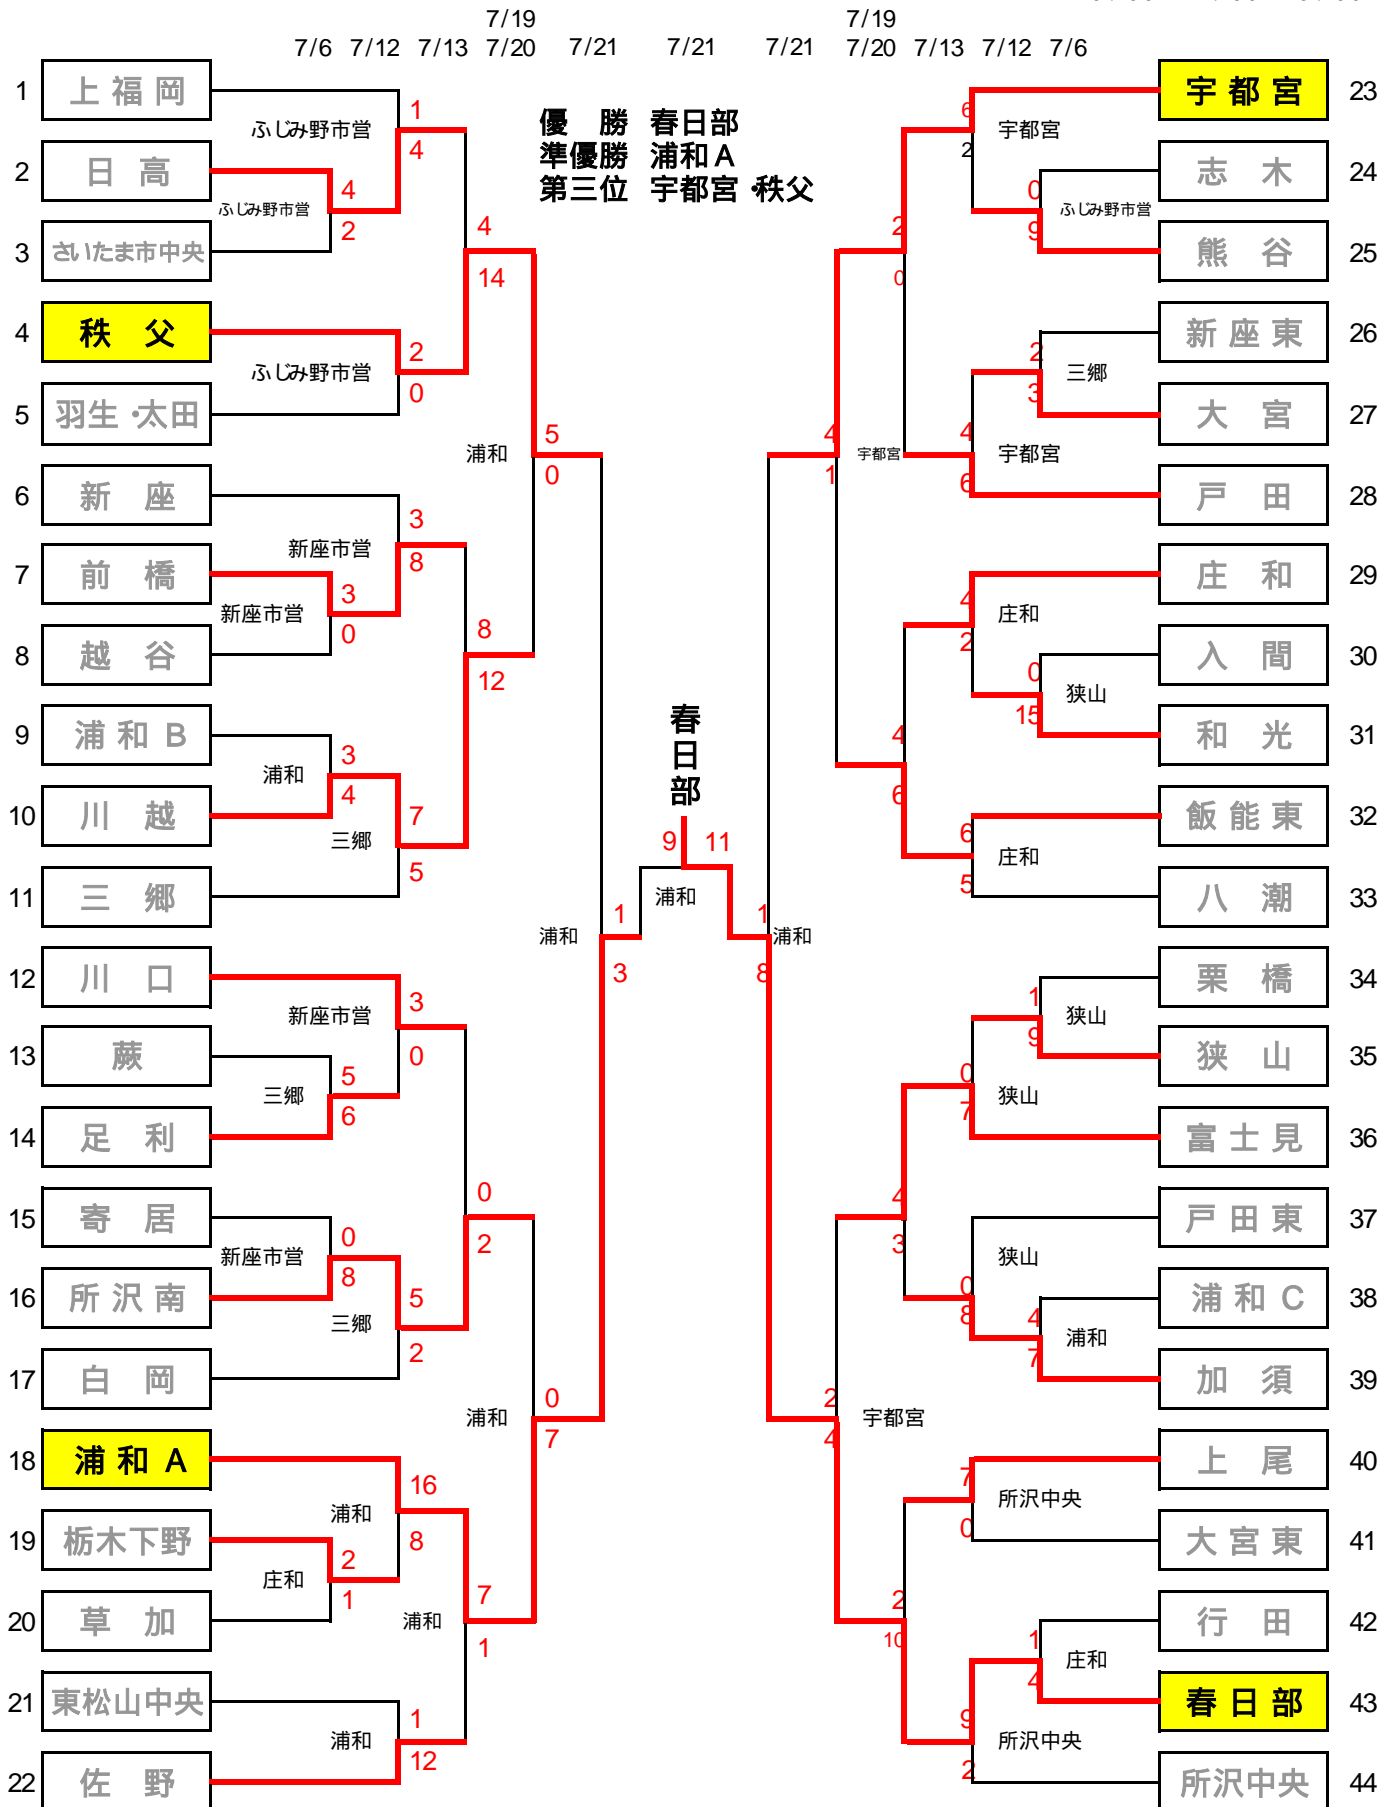 7/19 7/19
7/6 7/12 7/13 7/20 7/21 7/21 7/21 7/20 7/13 7/12 7/6
優 勝 春日部
準優勝 浦和A
第三位 宇都宮・秩父
1 上福岡
ふじみ野市営
1
4
2 日高
4
ふじみ野市営
2
3 さいたま市中央
4
14
4 秩父
2
ふじみ野市営
0
5 羽生・太田
5
浦和
0
6 新座
3
新座市営
8
7 前橋
3
新座市営
0
8 越谷
8
12
9 浦和B
3
浦和
4
10 川越
7
三郷
5
11 三郷
1
浦和
3
12 川口
3
新座市営
0
13 蕨
5
三郷
6
14 足利
0
2
15 寄居
0
新座市営
8
16 所沢南
5
三郷
2
17 白岡
0
浦和
7
18 浦和A
16
浦和
8
19 栃木下野
2
庄和
1
20 草加
7
浦和
1
21 東松山中央
1
浦和
12
22 佐野
春日部
9 11
浦和
宇都宮 23
6
宇都宮
2
志木 24
0
ふじみ野市営
9
熊谷 25
2
0
新座東 26
2
三郷
3
大宮 27
4
宇都宮
6
戸田 28
4
宇都宮
1
庄和 29
4
庄和
2
入間 30
0
狭山
15
和光 31
4
6
飯能東 32
6
庄和
5
八潮 33
1
浦和
8
栗橋 34
1
狭山
9
狭山 35
0
狭山
7
富士見 36
4
3
戸田東 37
狭山
0
8
浦和C 38
4
浦和
7
加須 39
2
宇都宮
4
上尾 40
7
所沢中央
0
大宮東 41
2
10
行田 42
1
庄和
4
春日部 43
9
所沢中央
2
所沢中央 44